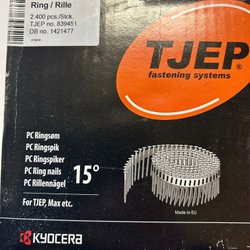 Ring / Rille
2.400 pcs./Stck.
TJEP no. 839451
DB no. 1421477
TJEP®
fastening systems
PC Ringsøm
PC Ringspik
PC Ringspiker
PC Ring nails
PC Rillennägel
15°
For TJEP, Max etc.
Made in EU
KYOCERA